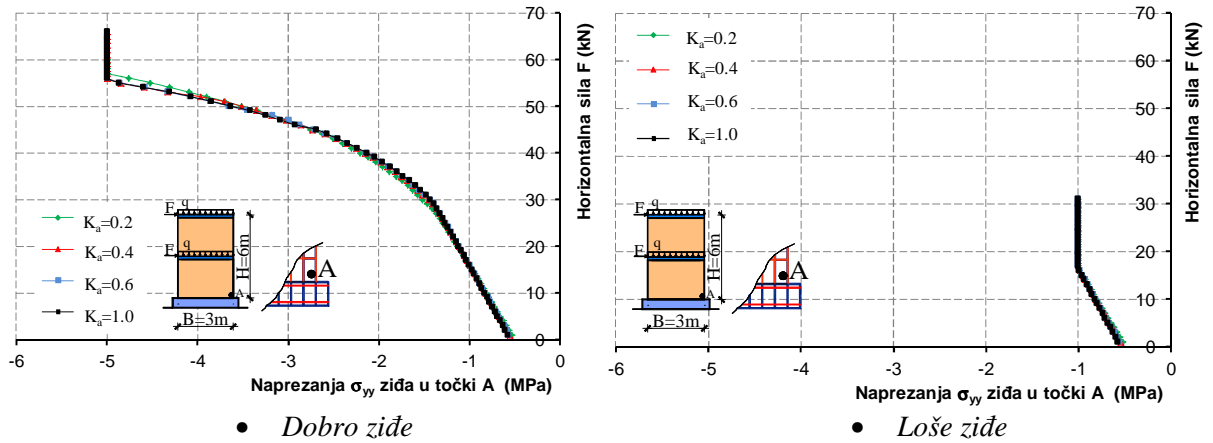 70
60
50
40
30
20
10
0
Horizontalna sila F (kN)
-6 -5 -4 -3 -2 -1 0
Naprezanja σyy ziđa u točki A (MPa)
Ka=0.2
Ka=0.4
Ka=0.6
Ka=1.0
q
F
q
F
H=6m
A
B=3m
A
• Dobro ziđe
70
60
50
40
30
20
10
0
Horizontalna sila F (kN)
-6 -5 -4 -3 -2 -1 0
Naprezanja σyy ziđa u točki A (MPa)
Ka=0.2
Ka=0.4
Ka=0.6
Ka=1.0
q
F
q
F
H=6m
A
B=3m
A
• Loše ziđe